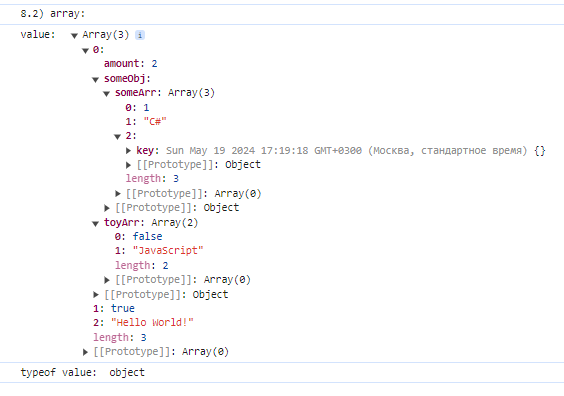 8.2) array:
value: ▼ Array(3) i
▼ 0:
amount: 2
▼ someObj:
▼ someArr: Array(3)
0: 1
1: "C#"
▼ 2:
▶ key: Sun May 19 2024 17:19:18 GMT+0300 (Москва, стандартное время) {}
▶ [[Prototype]]: Object
length: 3
▶ [[Prototype]]: Array(0)
▶ [[Prototype]]: Object
▼ toyArr: Array(2)
0: false
1: "JavaScript"
length: 2
▶ [[Prototype]]: Array(0)
▶ [[Prototype]]: Object
1: true
2: "Hello World!"
length: 3
▶ [[Prototype]]: Array(0)
typeof value: object